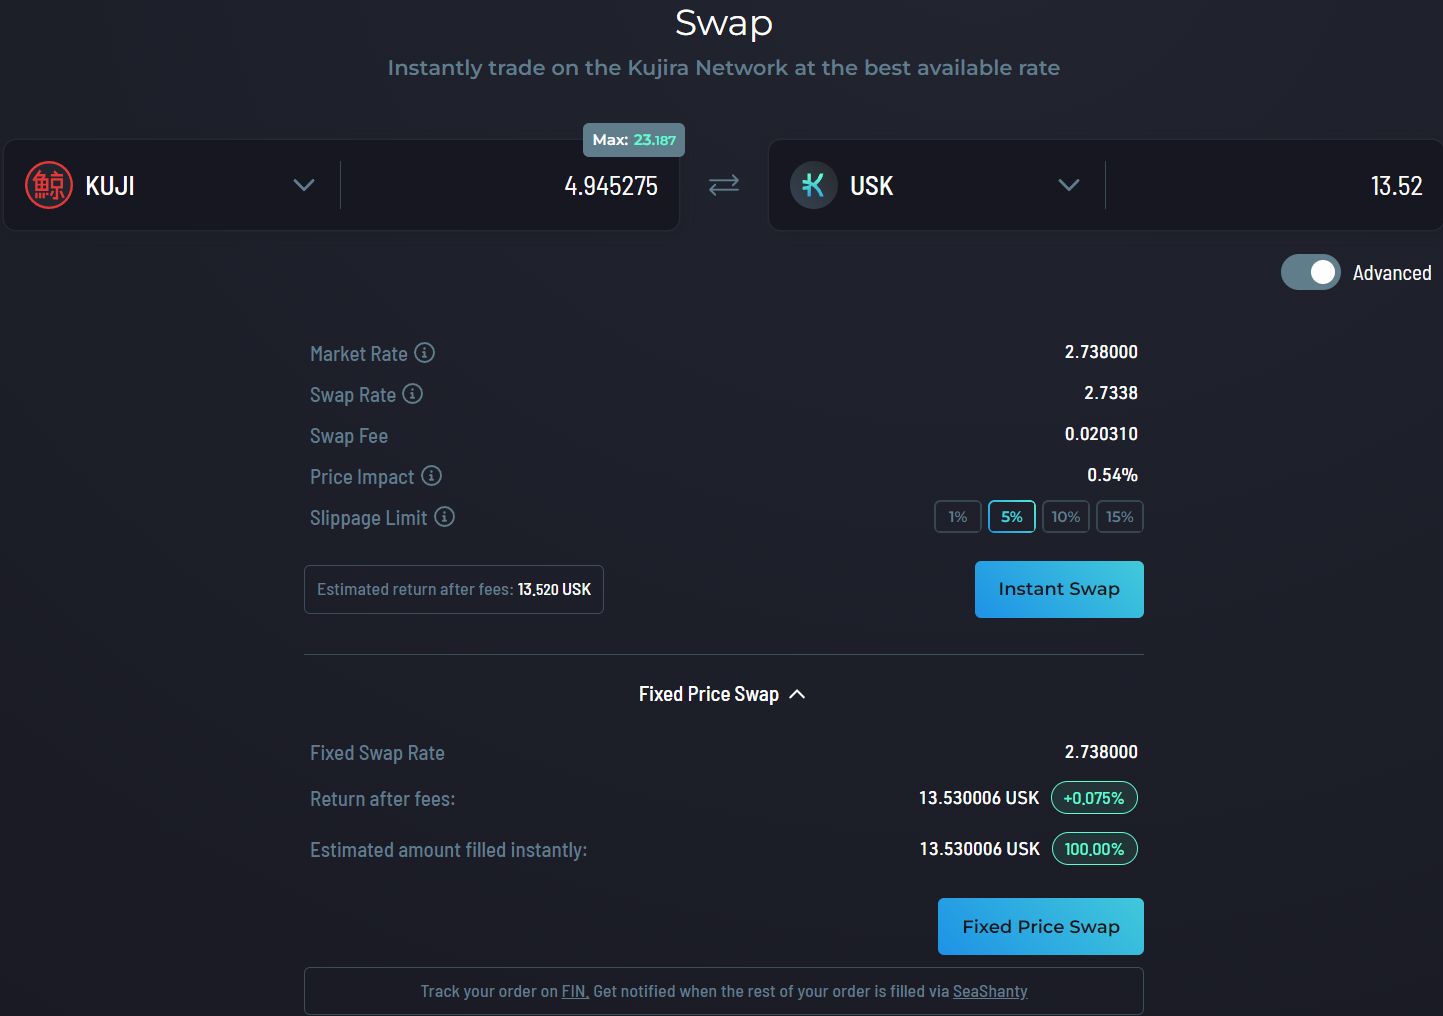 Swap
Instantly trade on the Kujira Network at the best available rate
Max: 23.187
鯨 KUJI 4.945275
USK 13.52
Advanced
Market Rate 2.738000
Swap Rate 2.7338
Swap Fee 0.020310
Price Impact 0.54%
Slippage Limit 1% 5% 10% 15%
Estimated return after fees: 13.520 USK
Instant Swap
Fixed Price Swap
Fixed Swap Rate 2.738000
Return after fees: 13.530006 USK +0.075%
Estimated amount filled instantly: 13.530006 USK 100.00%
Fixed Price Swap
Track your order on FIN. Get notified when the rest of your order is filled via SeaShanty